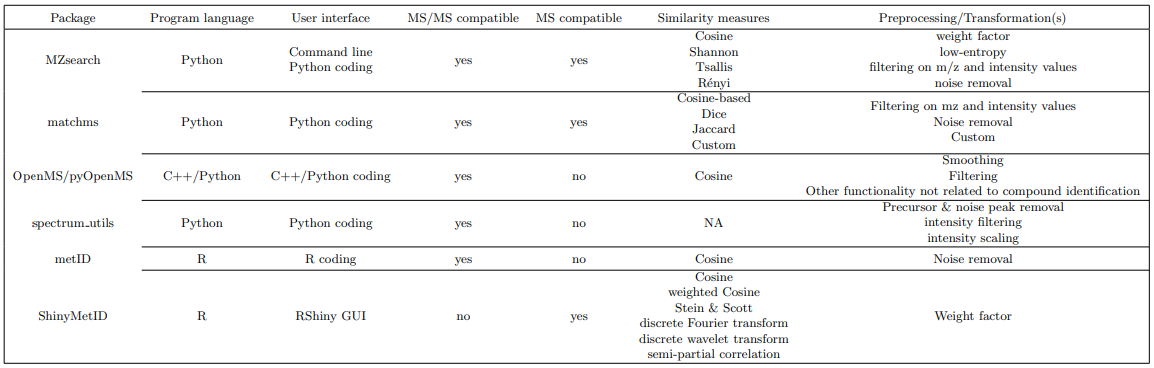 Package Program language User interface MS/MS compatible MS compatible Similarity measures Preprocessing/Transformation(s)
MZsearch Python Command line Python coding yes yes Cosine Shannon Tsallis Rényi weight factor low-entropy filtering on m/z and intensity values noise removal
matchms Python Python coding yes yes Cosine-based Dice Jaccard Custom Filtering on mz and intensity values Noise removal Custom
OpenMS/pyOpenMS C++/Python C++/Python coding yes no Cosine Smoothing Filtering Other functionality not related to compound identification
spectrum_utils Python Python coding yes no NA Precursor & noise peak removal intensity filtering intensity scaling
metID R R coding yes no Cosine Noise removal
ShinyMetID R RShiny GUI no yes Cosine weighted Cosine Stein & Scott discrete Fourier transform discrete wavelet transform semi-partial correlation Weight factor